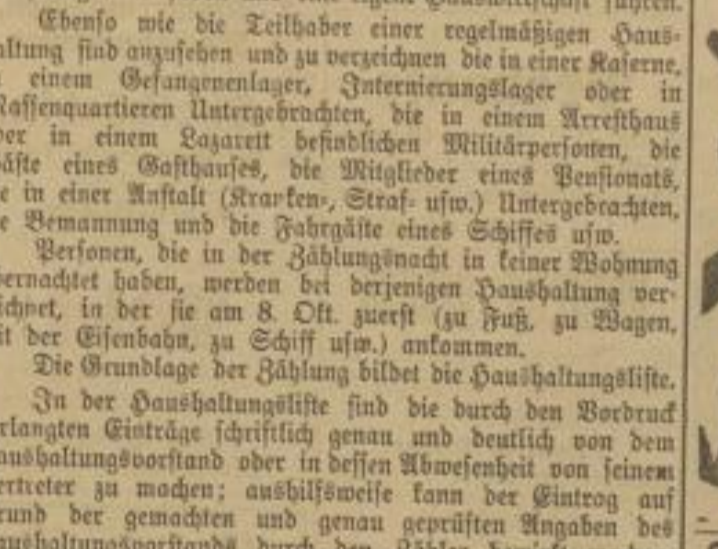 führen.
Ebenso wie die Teilhaber einer regelmäßigen Haus-
altung sind anzusehen und zu verzeichnen die in einer Kaserne,
einem Gefangenenlager, Internierungslager oder in
Massenquartieren Untergebrachten, die in einem Arresthaus
der in einem Lazarett befindlichen Militärpersonen, die
äste eines Gasthauses, die Mitglieder eines Pensionats,
e in einer Anstalt (Kranken-, Straf- usw.) Untergebrachten,
e Bemannung und die Fahrgäste eines Schiffes usw.
Personen, die in der Zählungsnacht in keiner Wohnung
bernachtet haben, werden bei derjenigen Haushaltung ver-
ichnet, in der sie am 8. Okt. zuerst (zu Fuß, zu Wagen,
it der Eisenbahn, zu Schiff usw.) ankommen.
Die Grundlage der Zählung bildet die Haushaltungsliste.
In der Haushaltungsliste sind die durch den Vordruck
rlangten Einträge schriftlich genau und deutlich von dem
aushaltungsvorstand oder in dessen Abwesenheit von seinem
ertreter zu machen; aushilfsweise kann der Eintrag auf
rund der gemachten und genau geprüften Angaben des
aushaltungsvorstands durch den Zähler